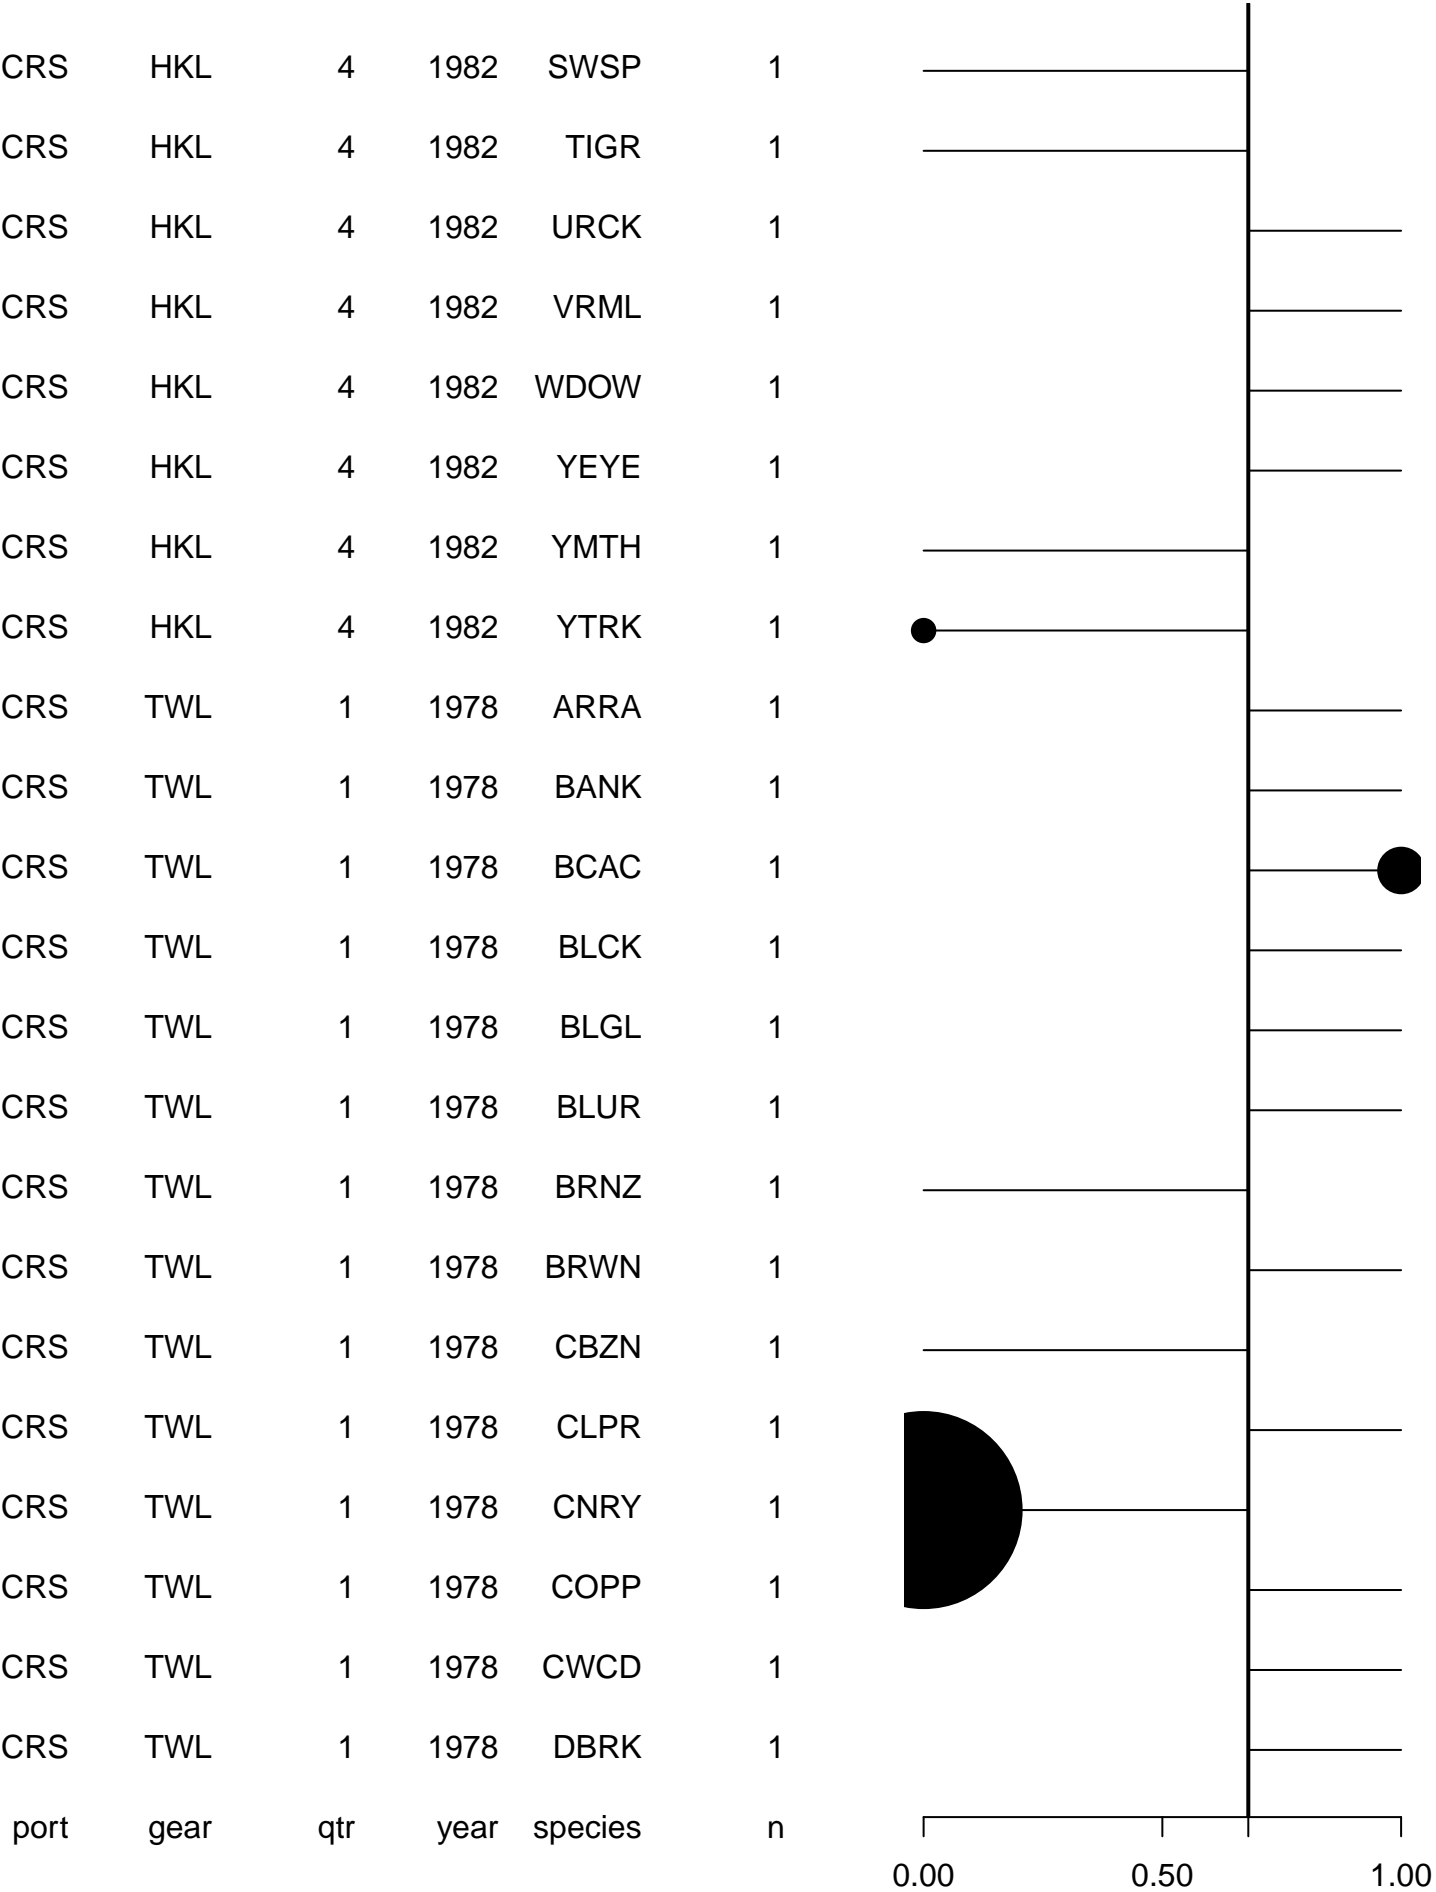 CRS HKL 4 1982 SWSP 1
CRS HKL 4 1982 TIGR 1
CRS HKL 4 1982 URCK 1
CRS HKL 4 1982 VRML 1
CRS HKL 4 1982 WDOW 1
CRS HKL 4 1982 YEYE 1
CRS HKL 4 1982 YMTH 1
CRS HKL 4 1982 YTRK 1
CRS TWL 1 1978 ARRA 1
CRS TWL 1 1978 BANK 1
CRS TWL 1 1978 BCAC 1
CRS TWL 1 1978 BLCK 1
CRS TWL 1 1978 BLGL 1
CRS TWL 1 1978 BLUR 1
CRS TWL 1 1978 BRNZ 1
CRS TWL 1 1978 BRWN 1
CRS TWL 1 1978 CBZN 1
CRS TWL 1 1978 CLPR 1
CRS TWL 1 1978 CNRY 1
CRS TWL 1 1978 COPP 1
CRS TWL 1 1978 CWCD 1
CRS TWL 1 1978 DBRK 1
port gear qtr year species n
0.00 0.50 1.00